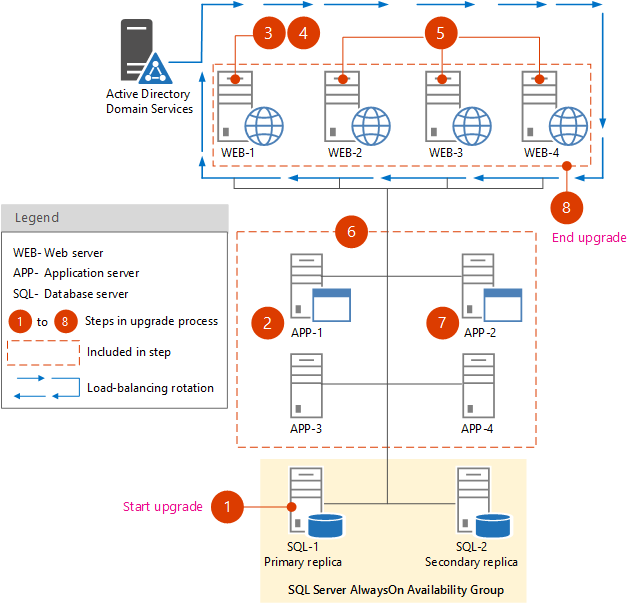 3
4
5
Active Directory
Domain Services
WEB-1
WEB-2
WEB-3
WEB-4
8
End upgrade
Legend
WEB- Web server
APP- Application server
SQL- Database server
1 to 8 Steps in upgrade process
Included in step
Load-balancing rotation
6
2
APP-1
7
APP-2
APP-3
APP-4
Start upgrade
1
SQL-1
Primary replica
SQL-2
Secondary replica
SQL Server AlwaysOn Availability Group